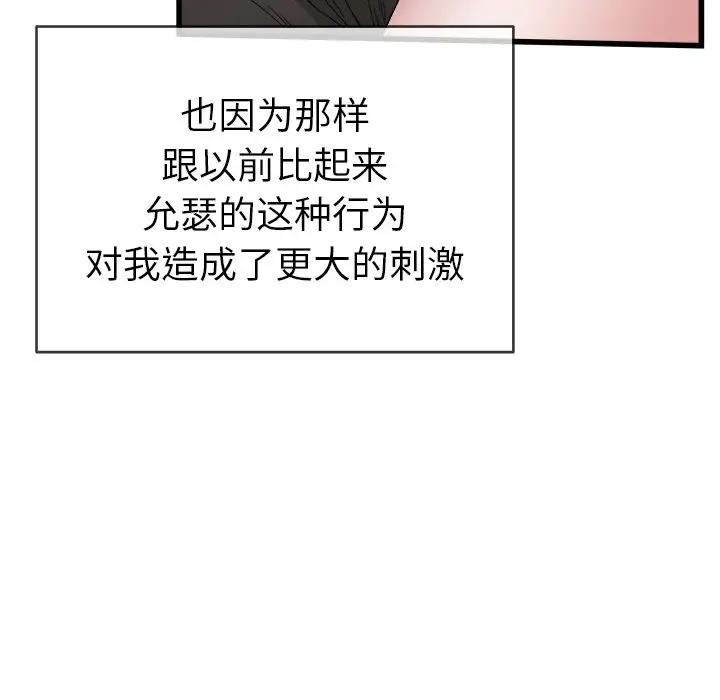 也因为那样
跟以前比起来
允瑟的这种行为
对我造成了更大的刺激